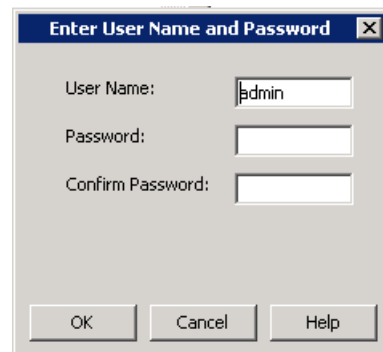 Enter User Name and Password
User Name: admin
Password:
Confirm Password:
OK Cancel Help